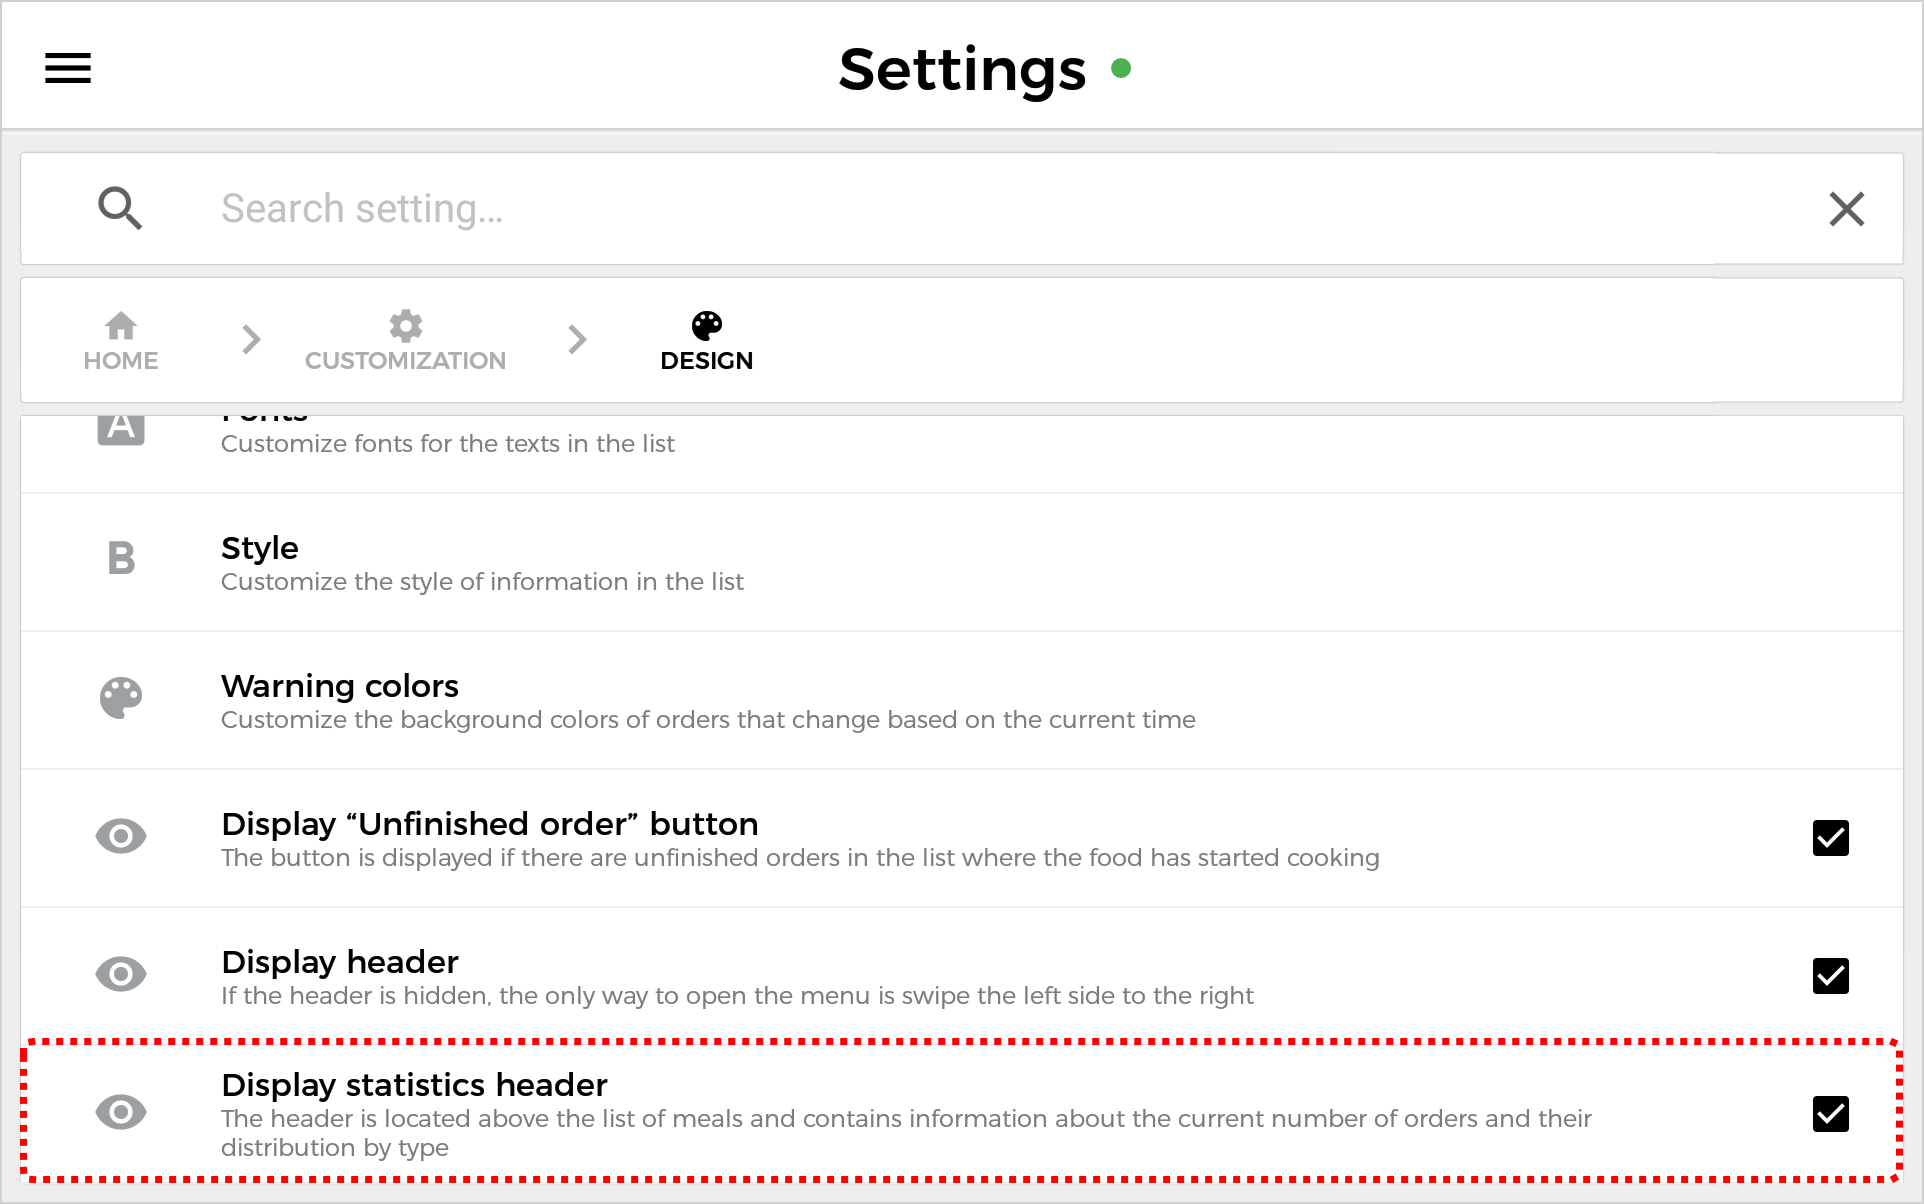 Settings
Search setting...
HOME
CUSTOMIZATION
DESIGN
Fonts
Customize fonts for the texts in the list
Style
Customize the style of information in the list
Warning colors
Customize the background colors of orders that change based on the current time
Display “Unfinished order” button
The button is displayed if there are unfinished orders in the list where the food has started cooking
Display header
If the header is hidden, the only way to open the menu is swipe the left side to the right
Display statistics header
The header is located above the list of meals and contains information about the current number of orders and their
distribution by type